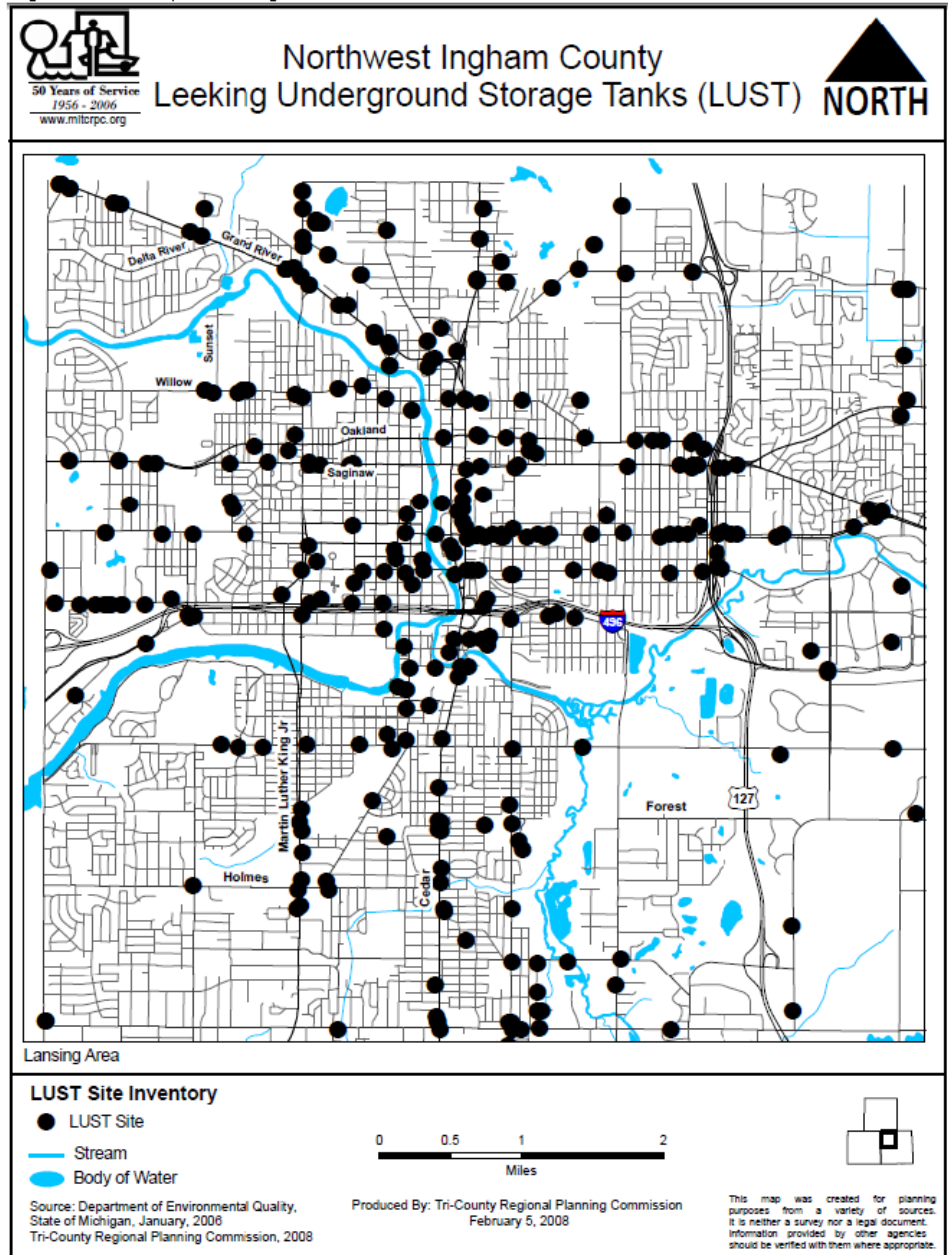 50 Years of Service
1956 - 2006
www.mitcrpc.org
Northwest Ingham County
Leeking Underground Storage Tanks (LUST)
NORTH
Delta River
Grand River
Sunset
Willow
Oakland
Saginaw
496
Martin Luther King Jr
127
Forest
Holmes
Cedar
Lansing Area
LUST Site Inventory
LUST Site
Stream
Body of Water
0 0.5 1 2
Miles
Source: Department of Environmental Quality,
State of Michigan, January, 2006
Tri-County Regional Planning Commission, 2008
Produced By: Tri-County Regional Planning Commission
February 5, 2008
This map was created for planning
purposes from a variety of sources.
It is neither a survey nor a legal document.
Information provided by other agencies
should be verified with them where appropriate.